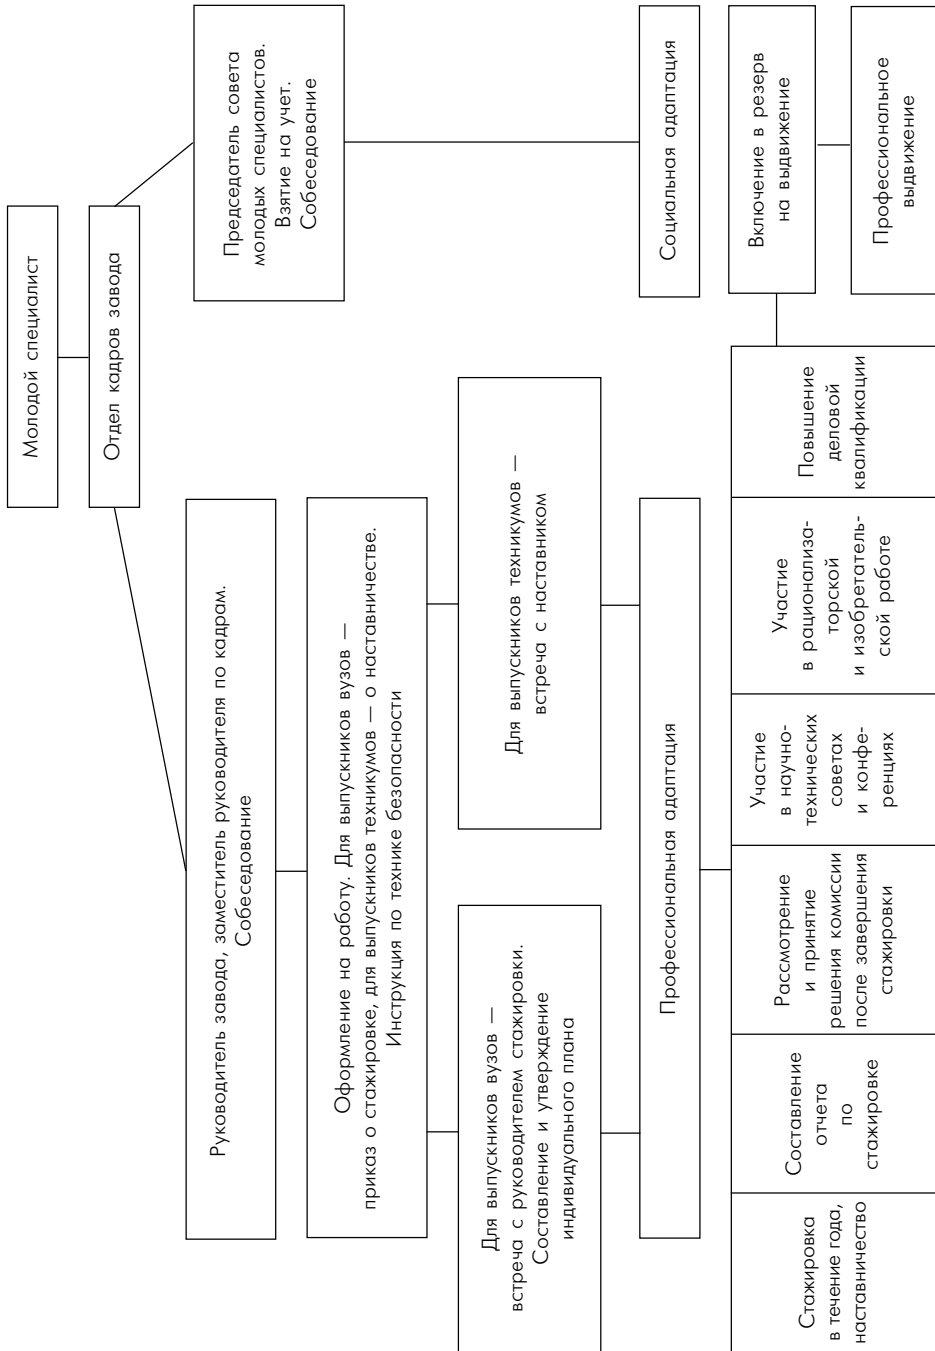 Молодой специалист
Отдел кадров завода
Руководитель завода, заместитель руководителя по кадрам.
Собеседование
Председатель совета
молодых специалистов.
Взятие на учет.
Собеседование
Оформление на работу. Для выпускников вузов —
приказ о стажировке, для выпускников техникумов — о наставничестве.
Инструкция по технике безопасности
Для выпускников вузов —
встреча с руководителем стажировки.
Составление и утверждение
индивидуального плана
Для выпускников техникумов —
встреча с наставником
Профессиональная адаптация
Социальная адаптация
Стажировка
в течение года,
наставничество
Составление
отчета
по
стажировке
Рассмотрение
и принятие
решения комиссии
после завершения
стажировки
Участие
в научно-
технических
советах
и конфе-
ренциях
Участие
в рационализа-
торской
и изобретатель-
ской работе
Повышение
деловой
квалификации
Включение в резерв
на выдвижение
Профессиональное
выдвижение